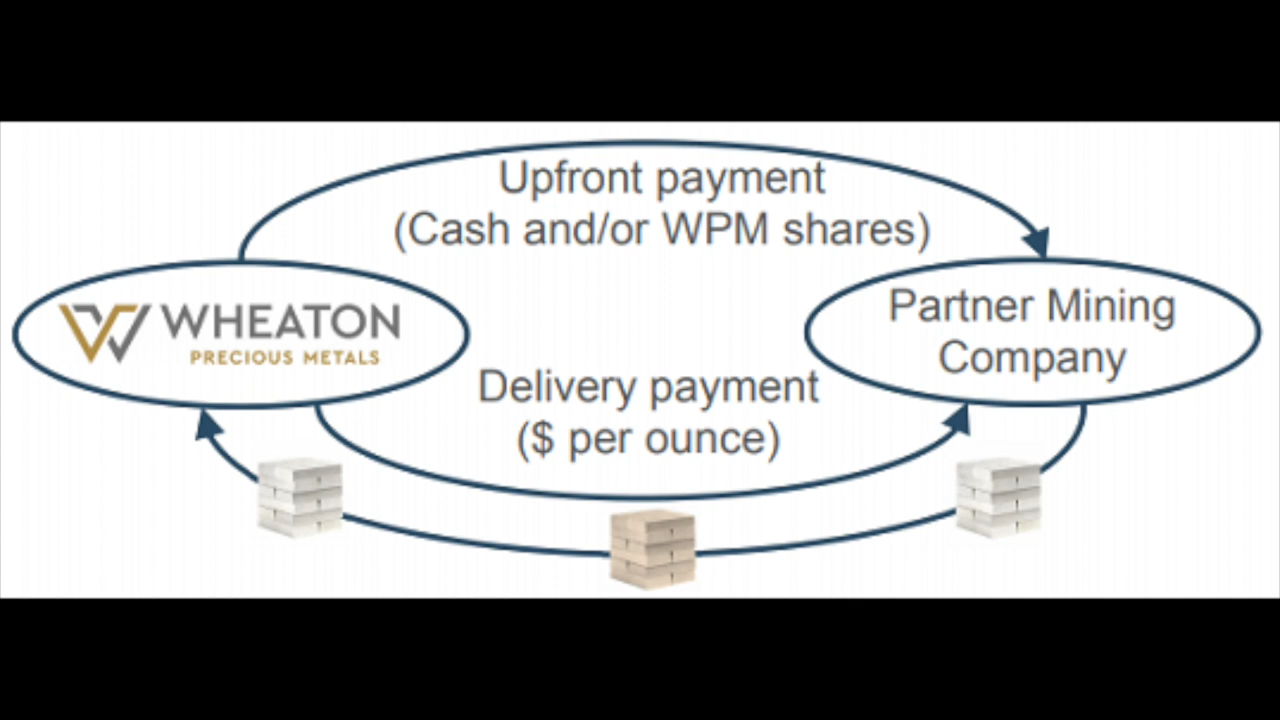 Upfront payment
(Cash and/or WPM shares)
WHEATON
PRECIOUS METALS
Partner Mining
Company
Delivery payment
($ per ounce)